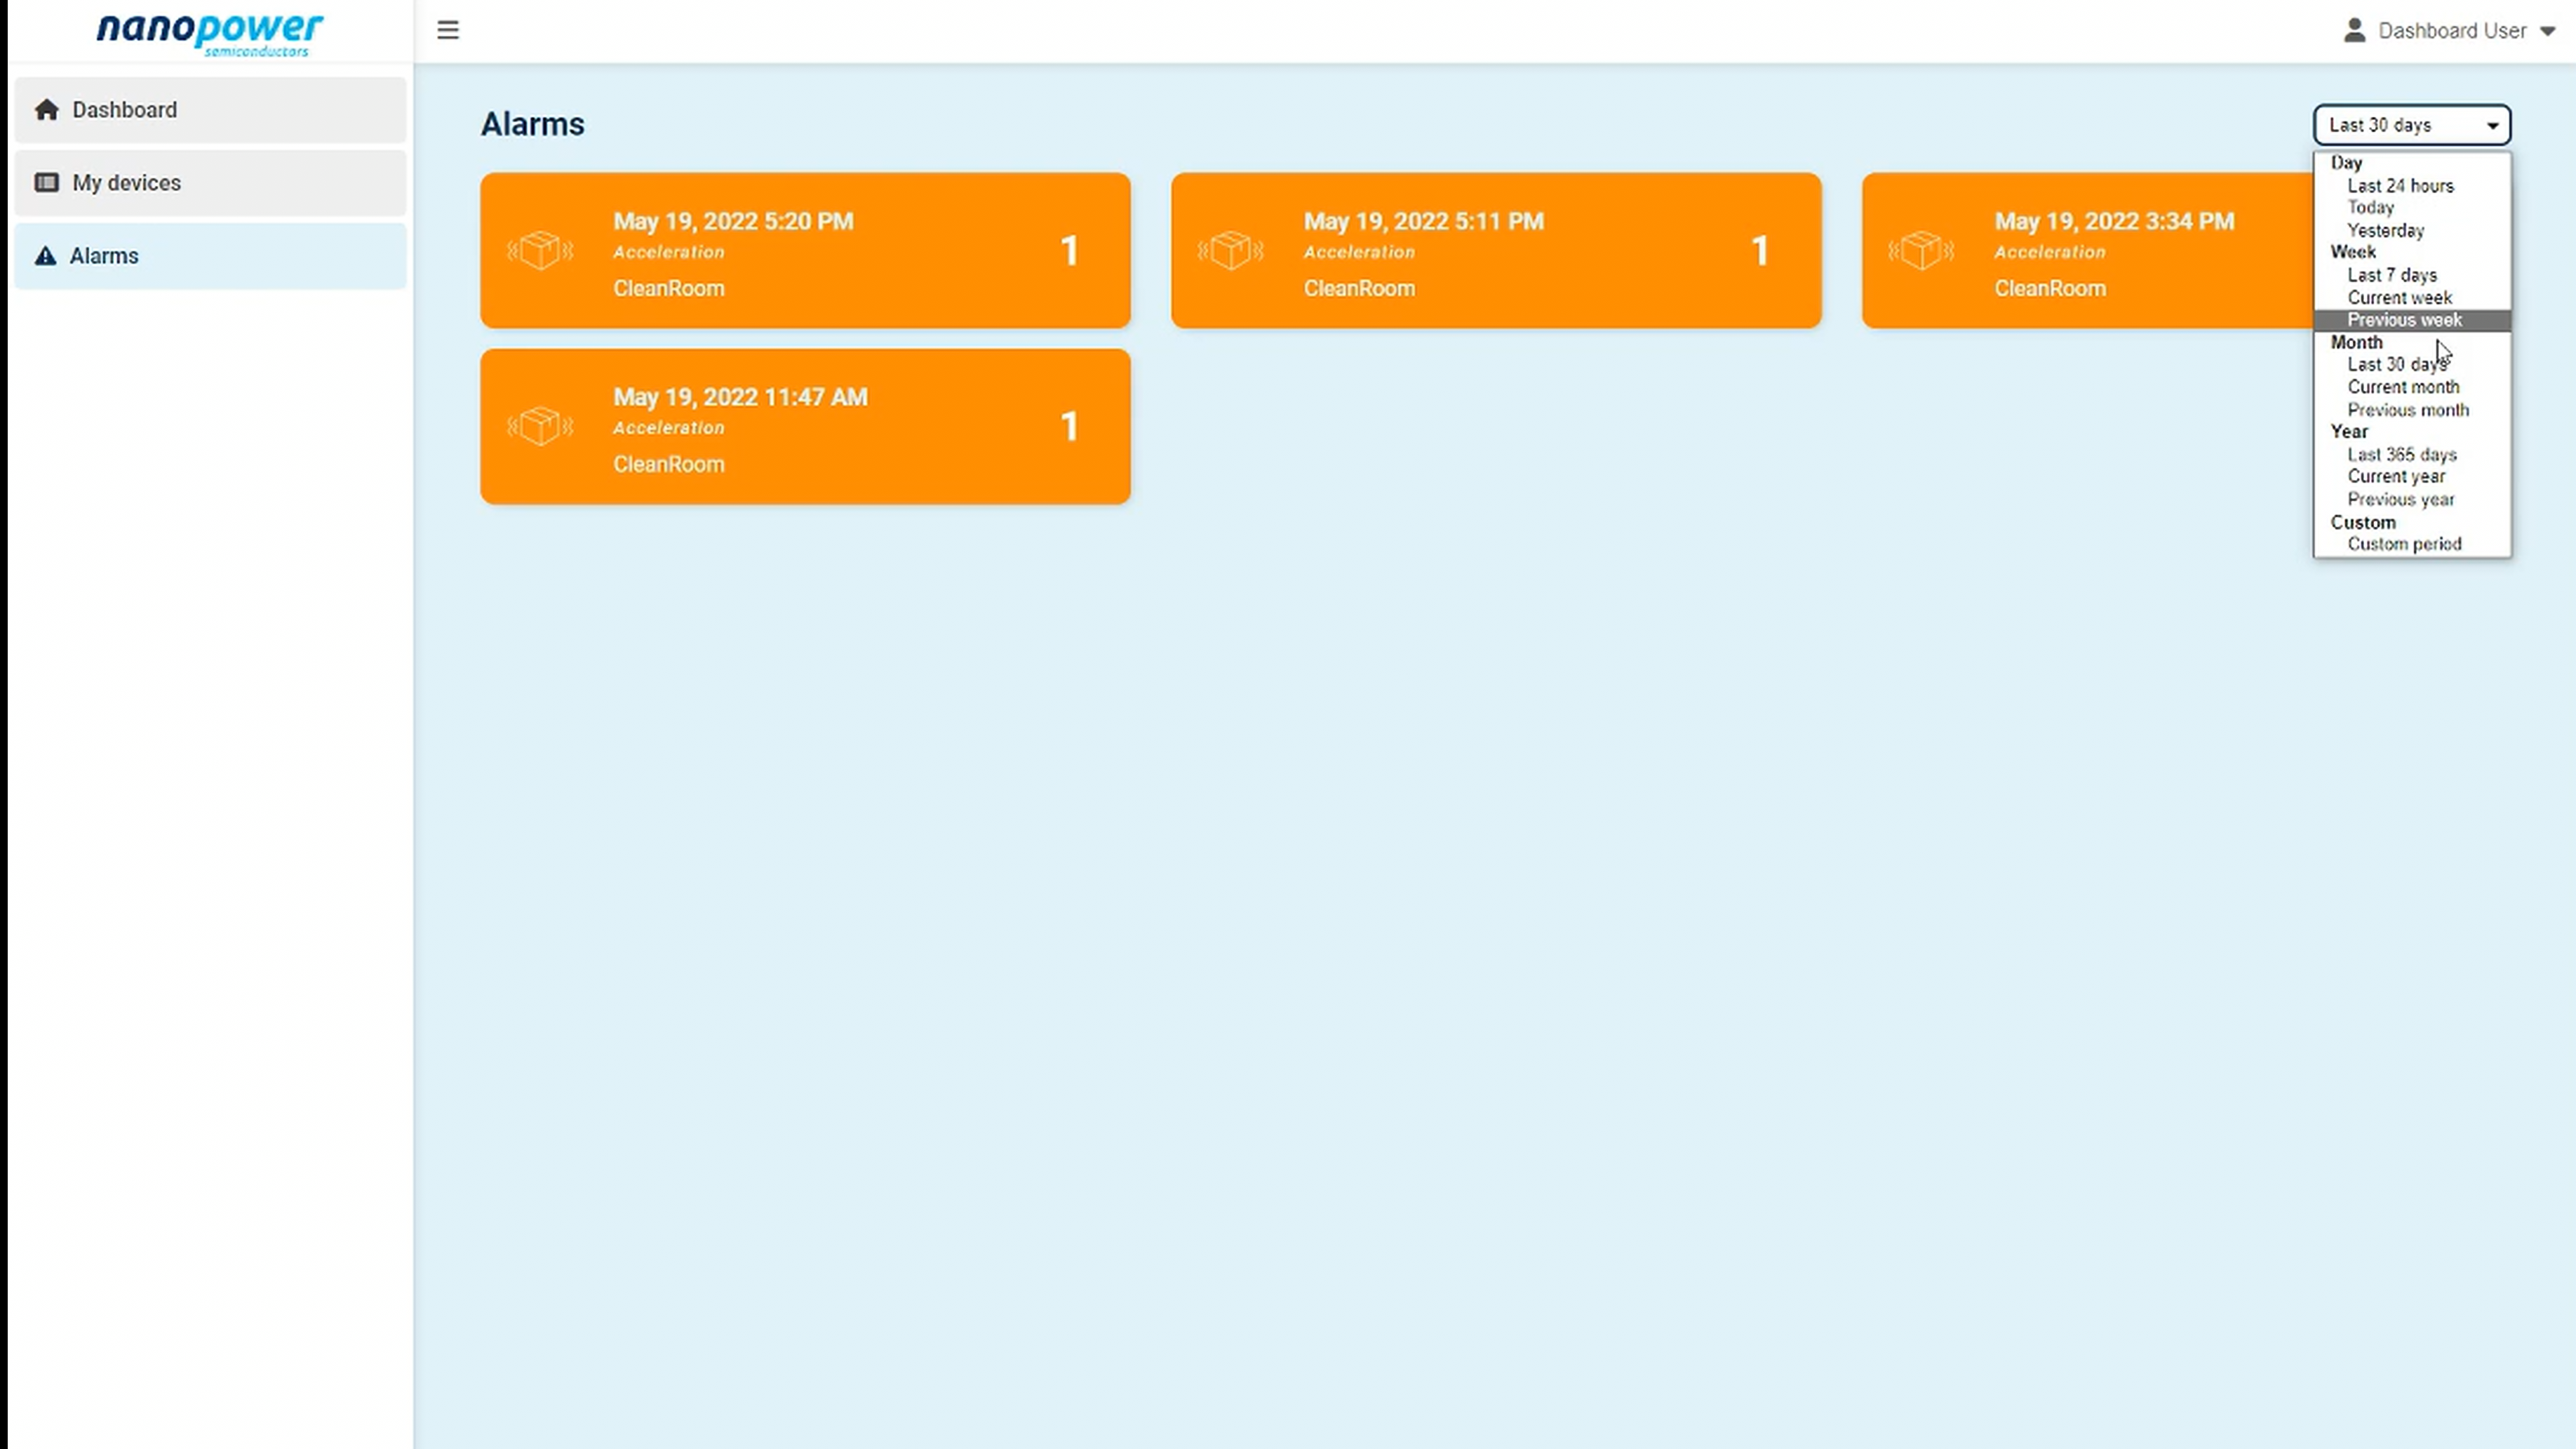 nanopower
semiconductors
Dashboard User
Dashboard
My devices
Alarms
Alarms
Last 30 days
May 19, 2022 5:20 PM
Acceleration
CleanRoom
1
May 19, 2022 5:11 PM
Acceleration
CleanRoom
1
May 19, 2022 3:34 PM
Acceleration
CleanRoom
May 19, 2022 11:47 AM
Acceleration
CleanRoom
1
Day
Last 24 hours
Today
Yesterday
Week
Last 7 days
Current week
Previous week
Month
Last 30 days
Current month
Previous month
Year
Last 365 days
Current year
Previous year
Custom
Custom period